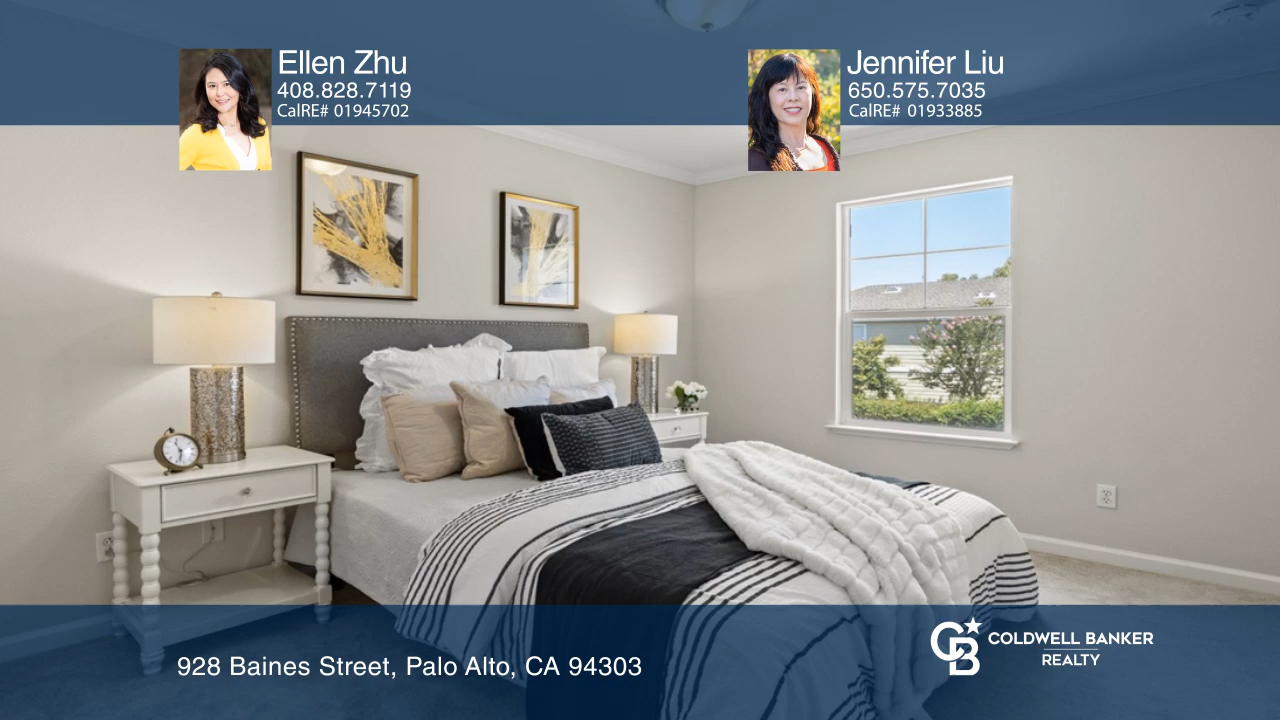 Ellen Zhu
408.828.7119
CalRE# 01945702
Jennifer Liu
650.575.7035
CalRE# 01933885
928 Baines Street, Palo Alto, CA 94303
CB
COLDWELL BANKER
REALTY